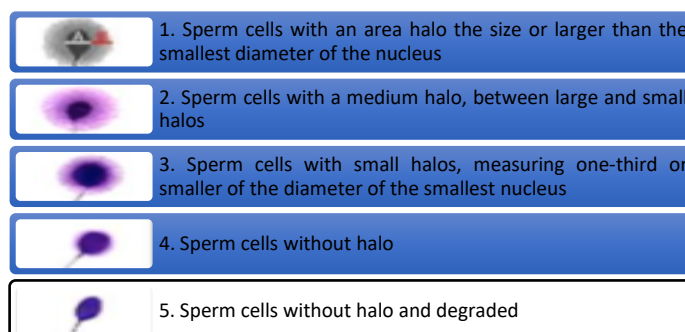 1. Sperm cells with an area halo the size or larger than the
smallest diameter of the nucleus
2. Sperm cells with a medium halo, between large and small
halos
3. Sperm cells with small halos, measuring one-third or
smaller of the diameter of the smallest nucleus
4. Sperm cells without halo
5. Sperm cells without halo and degraded